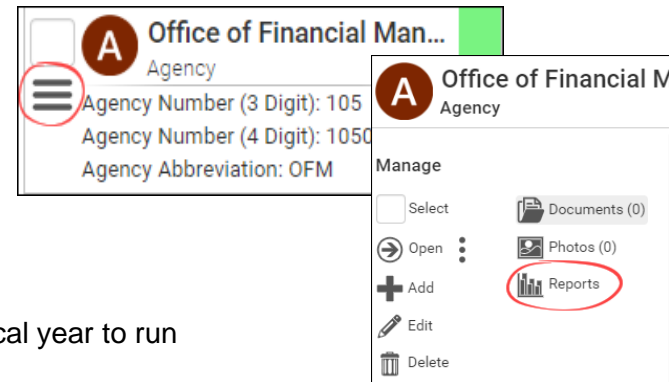 A
Office of Financial Man...
Agency
Agency Number (3 Digit): 105
Agency Number (4 Digit): 1050
Agency Abbreviation: OFM
A
Office of Financial M
Agency
Manage
Select
Documents (0)
Open
Photos (0)
Add
Reports
Edit
Delete
cal year to run